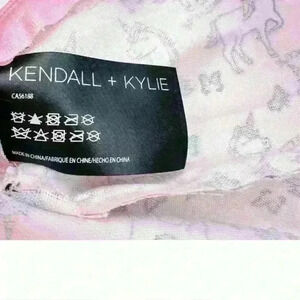 KENDALL + KYLIE
CA56188
MADE IN CHINA/FABRIQUÉ EN CHINE/HECHO EN CHINA